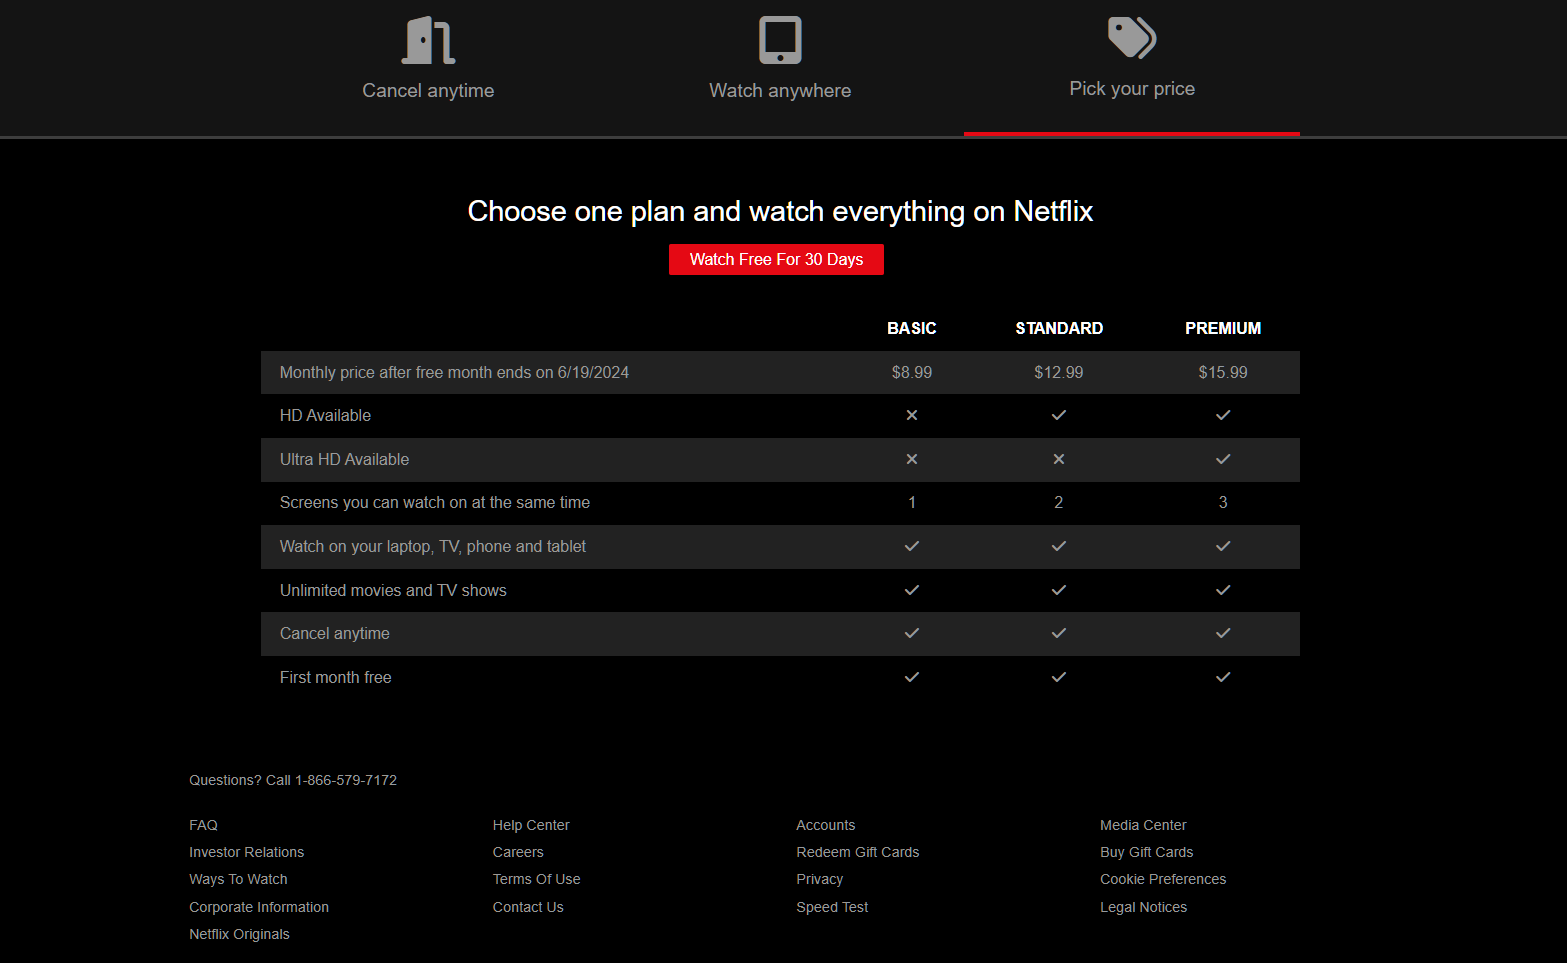 Cancel anytime
Watch anywhere
Pick your price
Choose one plan and watch everything on Netflix
Watch Free For 30 Days
BASIC STANDARD PREMIUM
Monthly price after free month ends on 6/19/2024 $8.99 $12.99 $15.99
HD Available
Ultra HD Available
Screens you can watch on at the same time 1 2 3
Watch on your laptop, TV, phone and tablet
Unlimited movies and TV shows
Cancel anytime
First month free
Questions? Call 1-866-579-7172
FAQ Help Center Accounts Media Center
Investor Relations Careers Redeem Gift Cards Buy Gift Cards
Ways To Watch Terms Of Use Privacy Cookie Preferences
Corporate Information Contact Us Speed Test Legal Notices
Netflix Originals